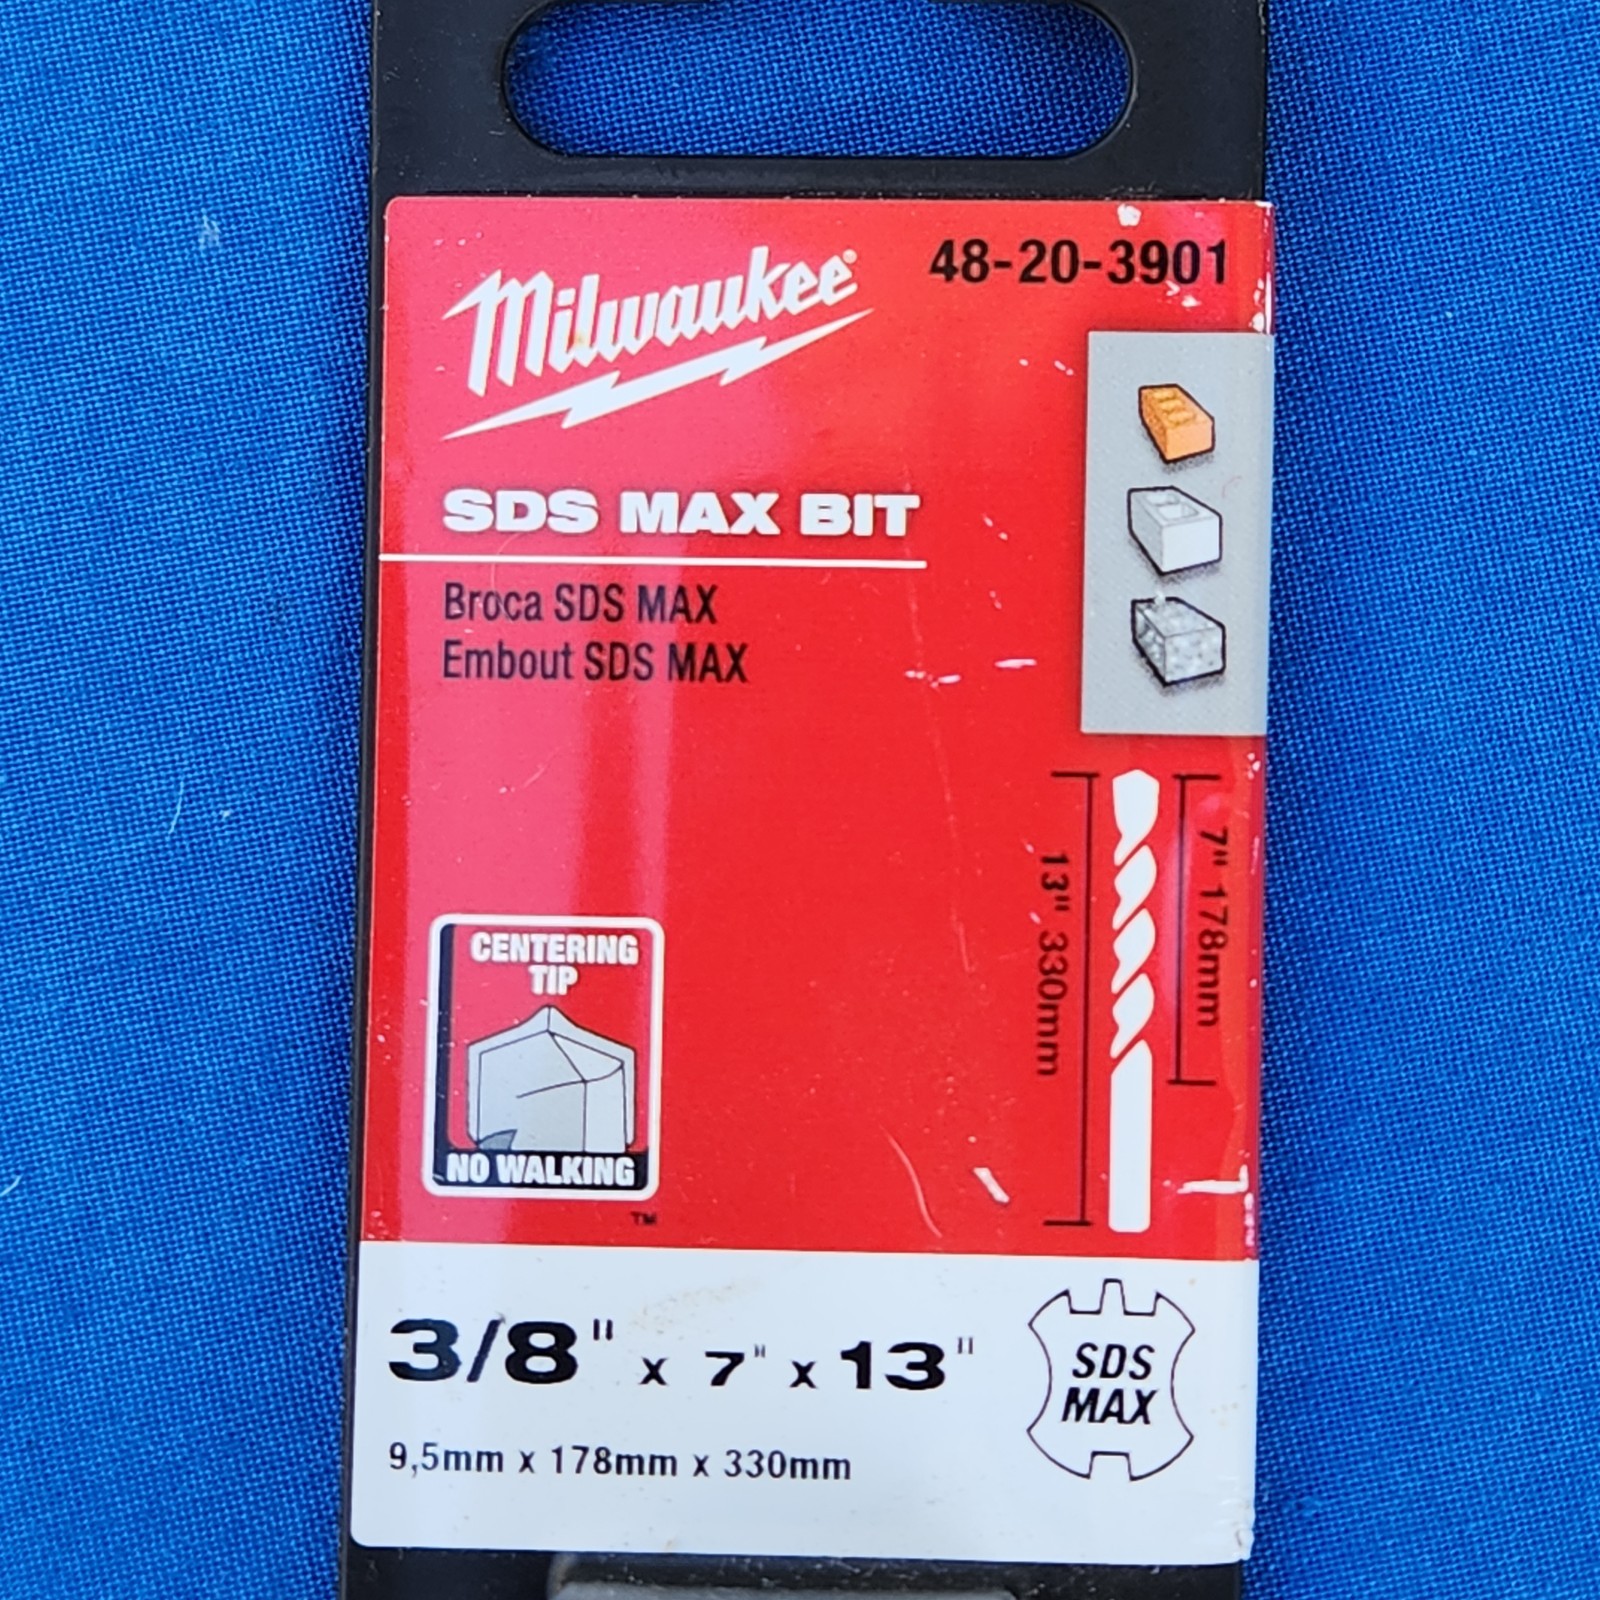 Milwaukee®
48-20-3901
SDS MAX BIT
Broca SDS MAX
Embout SDS MAX
7" 178mm
13" 330mm
CENTERING
TIP
NO WALKING
TM
3/8" x 7" x 13"
9,5mm x 178mm x 330mm
SDS
MAX